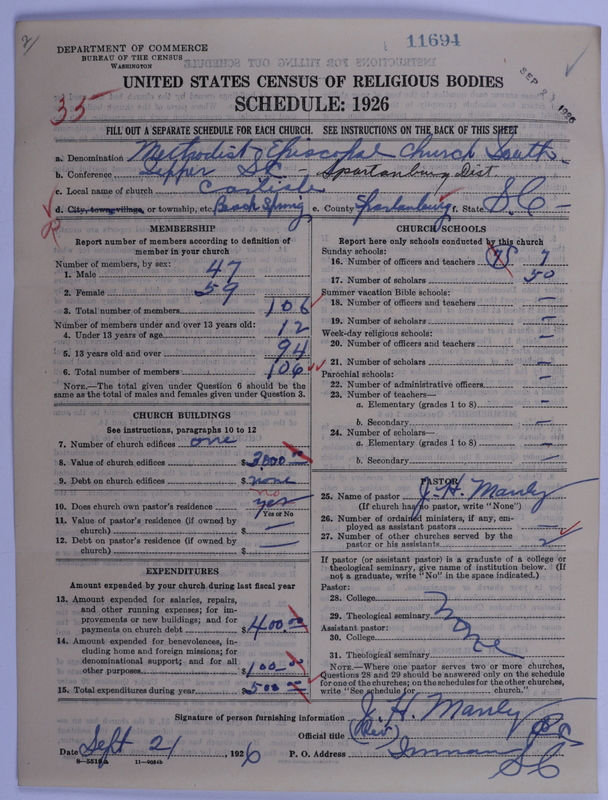 11694
DEPARTMENT OF COMMERCE
BUREAU OF THE CENSUS
WASHINGTON
UNITED STATES CENSUS OF RELIGIOUS BODIES
SCHEDULE: 1926
SEP 2 1926
35
FILL OUT A SEPARATE SCHEDULE FOR EACH CHURCH. SEE INSTRUCTIONS ON THE BACK OF THIS SHEET
a. Denomination Methodist Episcopal Church South
b. Conference Upper SC - Spartanburg Dist
c. Local name of church Carlisle
d. City, town, village, or township, etc. Beach Spring e. County Spartanburg f. State S.C.
MEMBERSHIP
Report number of members according to definition of
member in your church
Number of members, by sex:
1. Male 47
2. Female 59
3. Total number of members 106
Number of members under and over 13 years old:
4. Under 13 years of age 12
5. 13 years old and over 94
6. Total number of members 106
NOTE.—The total given under Question 6 should be the
same as the total of males and females given under Question 3.
CHURCH BUILDINGS
See instructions, paragraphs 10 to 12
7. Number of church edifices one
8. Value of church edifices $ 3,000.00
9. Debt on church edifices $ none
no
10. Does church own pastor's residence yes
Yes or No
11. Value of pastor's residence (if owned by
church) $ —
12. Debt on pastor's residence (if owned by
church) $ —
EXPENDITURES
Amount expended by your church during last fiscal year
13. Amount expended for salaries, repairs,
and other running expenses; for im-
provements or new buildings; and for
payments on church debt $ 400.00
14. Amount expended for benevolences, in-
cluding home and foreign missions; for
denominational support; and for all
other purposes $ 100.00
15. Total expenditures during year $ 500.00
CHURCH SCHOOLS
Report here only schools conducted by this church
Sunday schools:
16. Number of officers and teachers 7
17. Number of scholars 50
Summer vacation Bible schools:
18. Number of officers and teachers —
19. Number of scholars —
Week-day religious schools:
20. Number of officers and teachers —
21. Number of scholars —
Parochial schools:
22. Number of administrative officers —
23. Number of teachers—
a. Elementary (grades 1 to 8) —
b. Secondary —
24. Number of scholars—
a. Elementary (grades 1 to 8) —
b. Secondary —
PASTOR
25. Name of pastor J. H. Manly
(If church has no pastor, write "None")
26. Number of ordained ministers, if any, em-
ployed as assistant pastors —
27. Number of other churches served by the
pastor or his assistants 2
If pastor (or assistant pastor) is a graduate of a college or
theological seminary, give name of institution below. (If
not a graduate, write "No" in the space indicated.)
Pastor:
28. College
29. Theological seminary
None
Assistant pastor:
30. College
31. Theological seminary
NOTE.—Where one pastor serves two or more churches,
Questions 28 and 29 should be answered only on the schedule
for one of the churches; on the schedules for the other churches,
write "See schedule for church."
Signature of person furnishing information J. H. Manly
Official title (Rev) P.C.
Date Sept 21, 1926 P. O. Address Inman SC
8—5510a 11—9084b